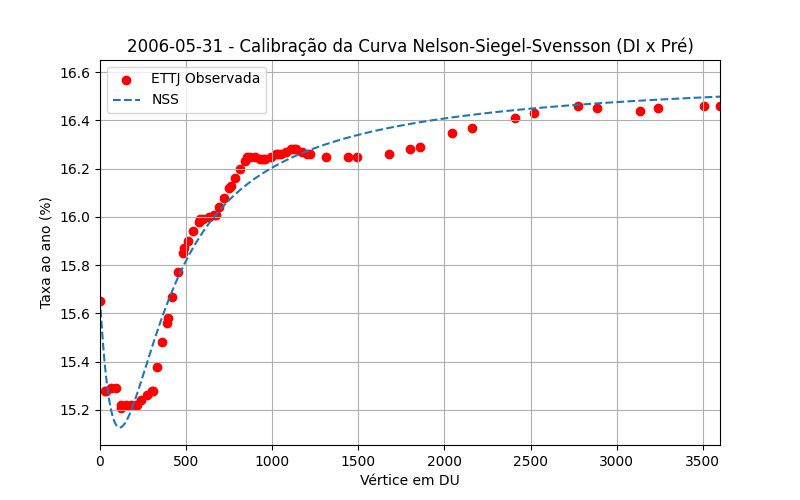 2006-05-31 - Calibração da Curva Nelson-Siegel-Svensson (DI x Pré)
ETTJ Observada
NSS
Taxa ao ano (%)
16.6
16.4
16.2
16.0
15.8
15.6
15.4
15.2
0 500 1000 1500 2000 2500 3000 3500
Vértice em DU